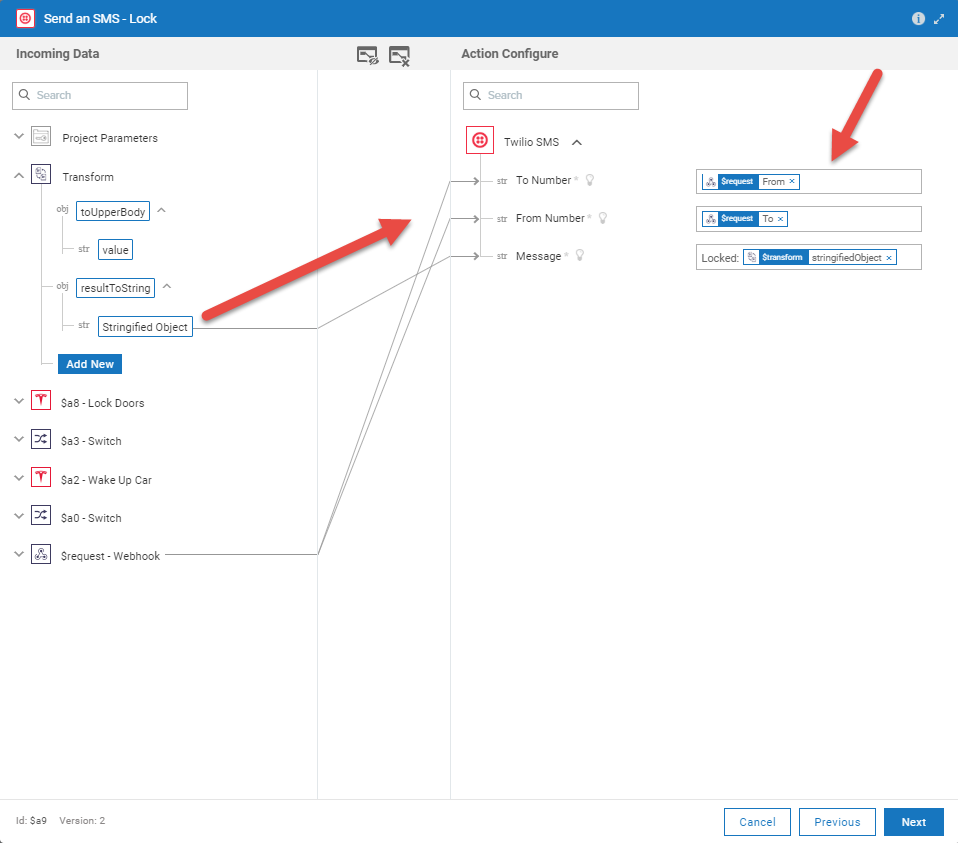 Send an SMS - Lock
Incoming Data
Action Configure
Search
Search
Project Parameters
Transform
obj toUpperBody
str value
obj resultToString
str Stringified Object
Add New
$a8 - Lock Doors
$a3 - Switch
$a2 - Wake Up Car
$a0 - Switch
$request - Webhook
Twilio SMS
str To Number* $request From ×
str From Number* $request To ×
str Message* Locked: $transform stringifiedObject ×
Id: $a9 Version: 2
Cancel Previous Next